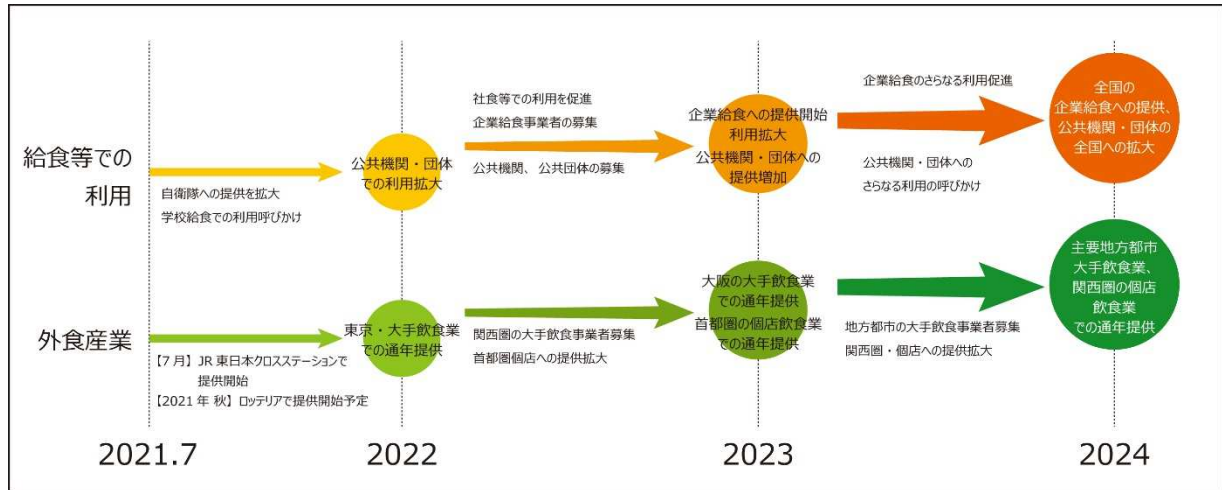 給食等での
利用
自衛隊への提供を拡大
学校給食での利用呼びかけ
公共機関・団体
での利用拡大
社食等での利用を促進
企業給食事業者の募集
公共機関、公共団体の募集
企業給食への提供開始
利用拡大
公共機関・団体への
提供増加
企業給食のさらなる利用促進
公共機関・団体への
さらなる利用の呼びかけ
全国の
企業給食への提供、
公共機関・団体の
全国への拡大
外食産業
【7月】JR東日本クロスステーションで
提供開始
【2021年 秋】ロッテリアで提供開始予定
東京・大手飲食業
での通年提供
関西圏の大手飲食事業者募集
首都圏個店への提供拡大
大阪の大手飲食業
での通年提供
首都圏の個店飲食業
での通年提供
地方都市の大手飲食事業者募集
関西圏・個店への提供拡大
主要地方都市
大手飲食業、
関西圏の個店
飲食業
での通年提供
2021.7
2022
2023
2024